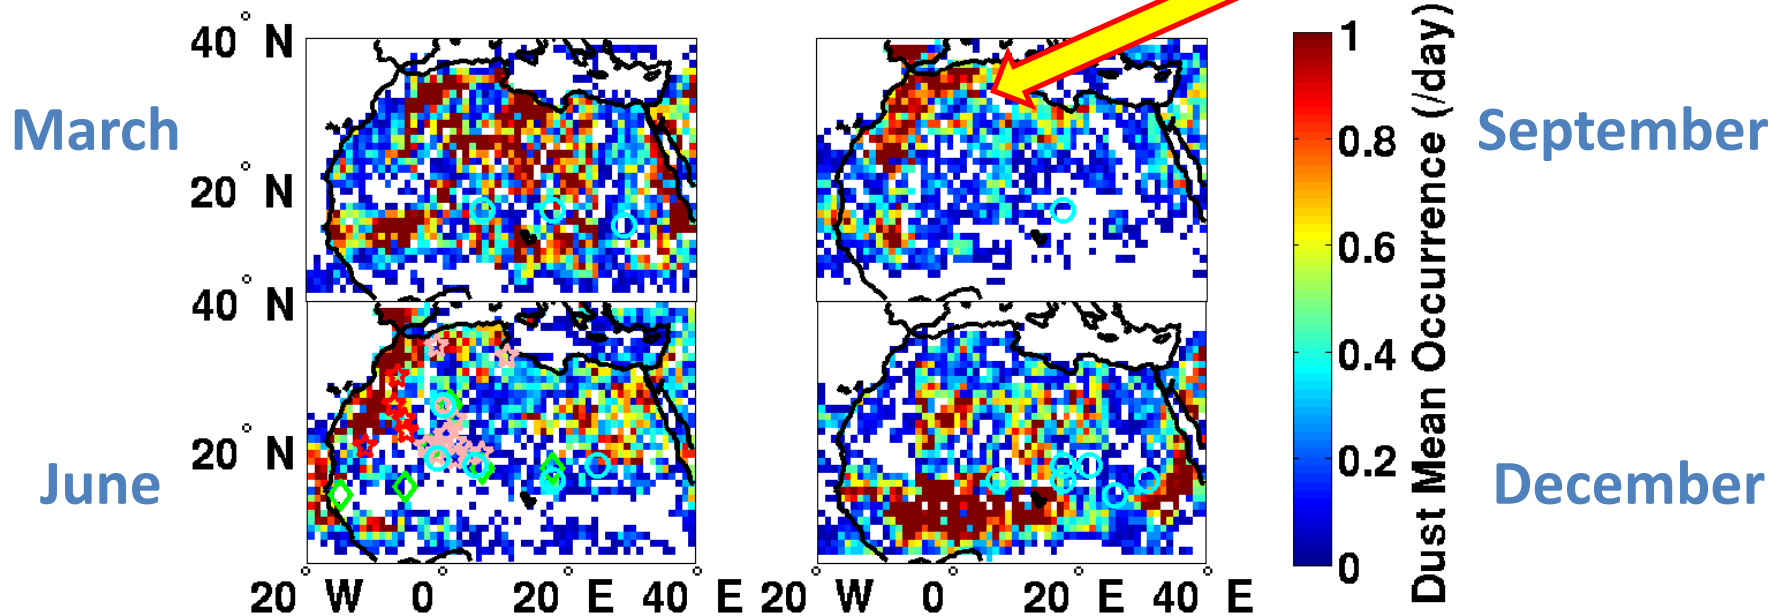 40° N
20° N
40° N
20° N
20° W 0° 20° E 40° E
20° W 0° 20° E 40° E
March
June
September
December
1
0.8
0.6
0.4
0.2
0
Dust Mean Occurrence (/day)